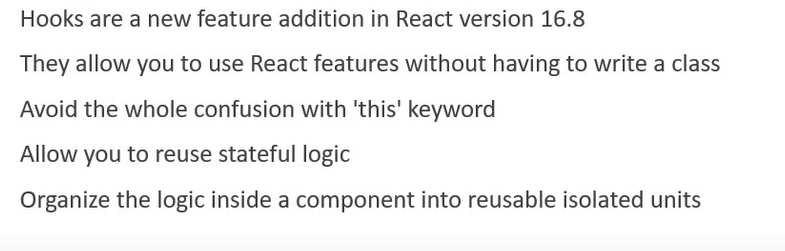 Hooks are a new feature addition in React version 16.8
They allow you to use React features without having to write a class
Avoid the whole confusion with 'this' keyword
Allow you to reuse stateful logic
Organize the logic inside a component into reusable isolated units